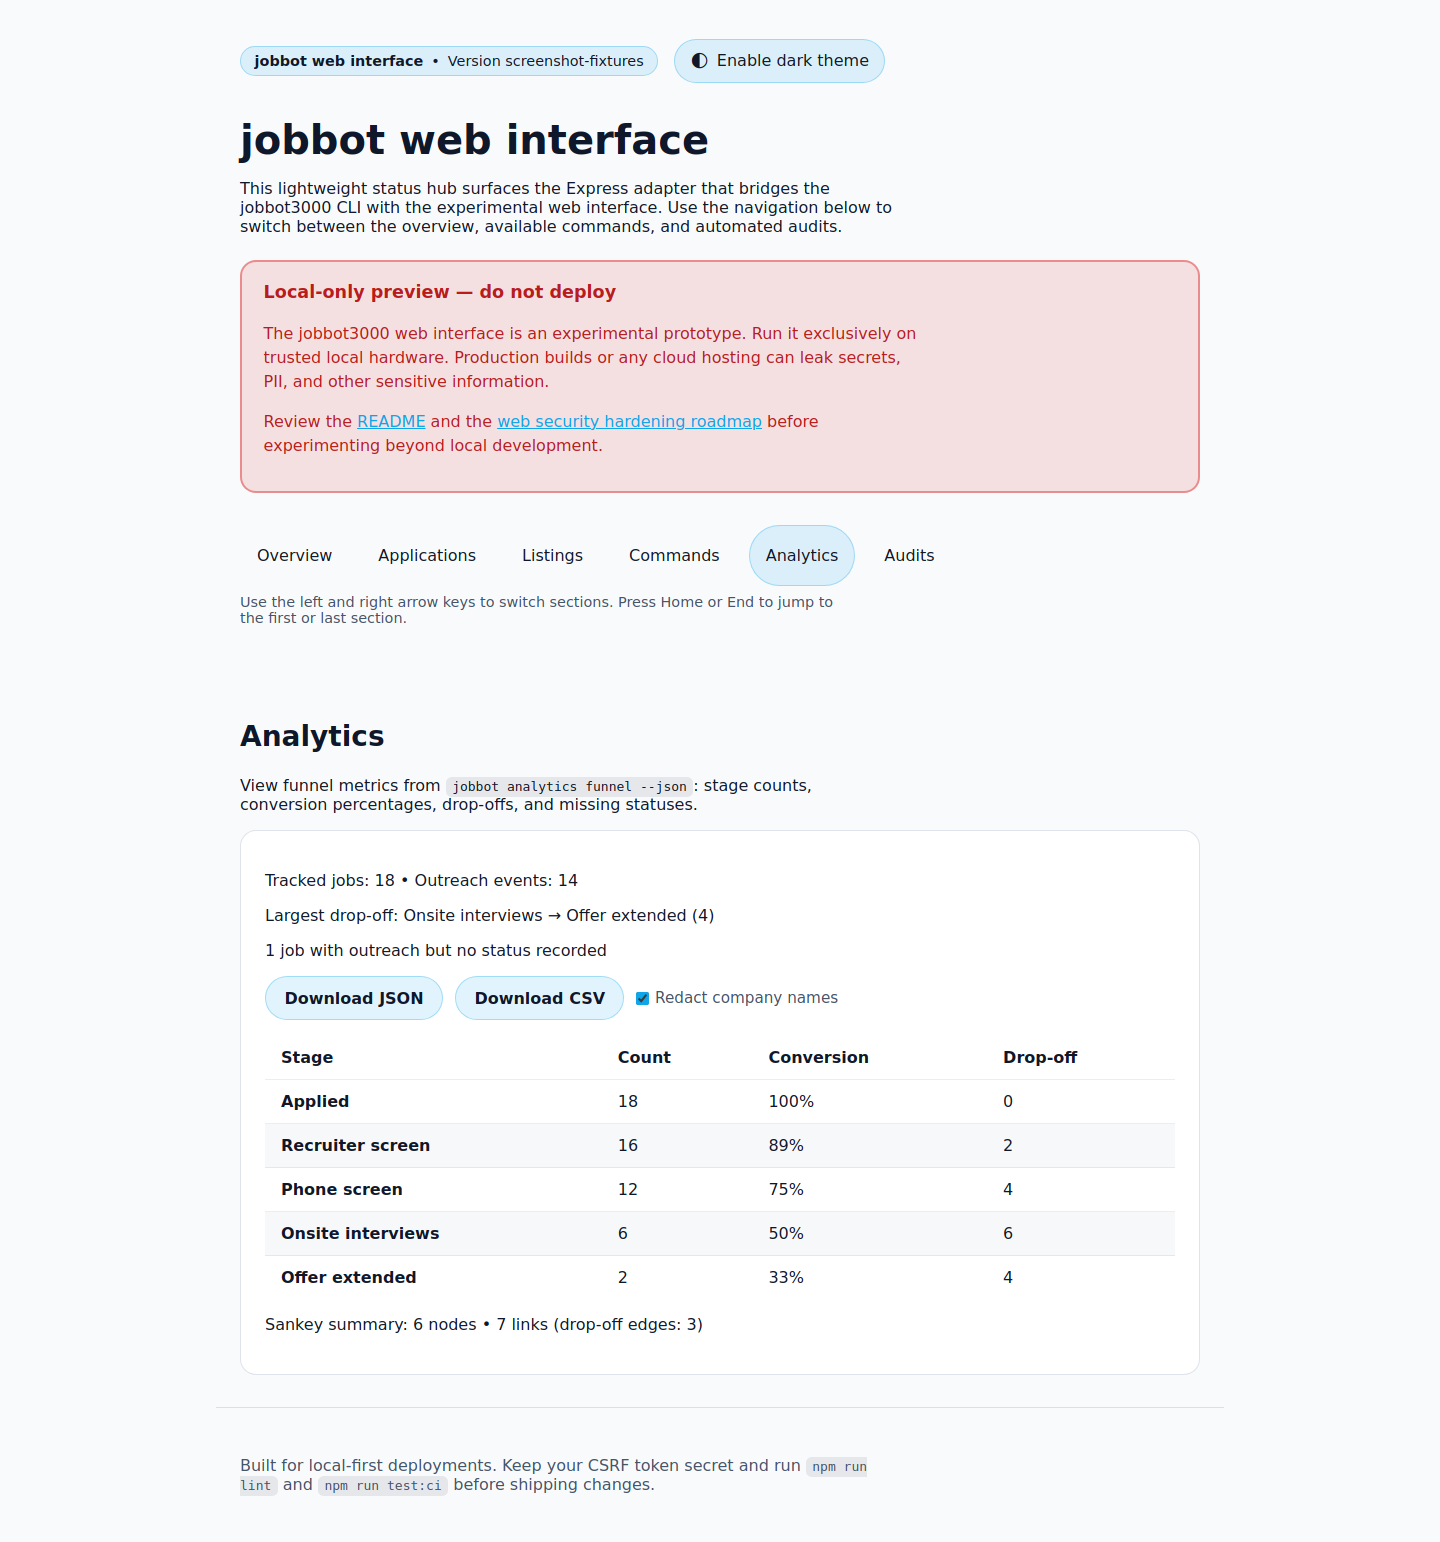 jobbot web interface • Version screenshot-fixtures
Enable dark theme
jobbot web interface
This lightweight status hub surfaces the Express adapter that bridges the
jobbot3000 CLI with the experimental web interface. Use the navigation below to
switch between the overview, available commands, and automated audits.
Local-only preview — do not deploy
The jobbot3000 web interface is an experimental prototype. Run it exclusively on
trusted local hardware. Production builds or any cloud hosting can leak secrets,
PII, and other sensitive information.
Review the README and the web security hardening roadmap before
experimenting beyond local development.
Overview Applications Listings Commands Analytics Audits
Use the left and right arrow keys to switch sections. Press Home or End to jump to
the first or last section.
Analytics
View funnel metrics from jobbot analytics funnel --json: stage counts,
conversion percentages, drop-offs, and missing statuses.
Tracked jobs: 18 • Outreach events: 14
Largest drop-off: Onsite interviews → Offer extended (4)
1 job with outreach but no status recorded
Download JSON Download CSV Redact company names
Stage Count Conversion Drop-off
Applied 18 100% 0
Recruiter screen 16 89% 2
Phone screen 12 75% 4
Onsite interviews 6 50% 6
Offer extended 2 33% 4
Sankey summary: 6 nodes • 7 links (drop-off edges: 3)
Built for local-first deployments. Keep your CSRF token secret and run npm run
lint and npm run test:ci before shipping changes.